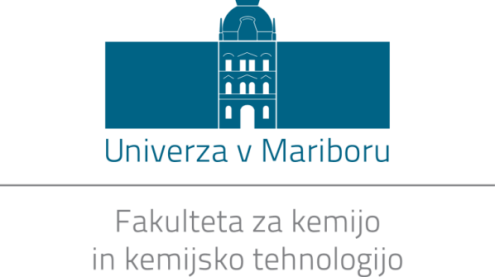 Univerza v Mariboru
Fakulteta za kemijo
in kemijsko tehnologijo